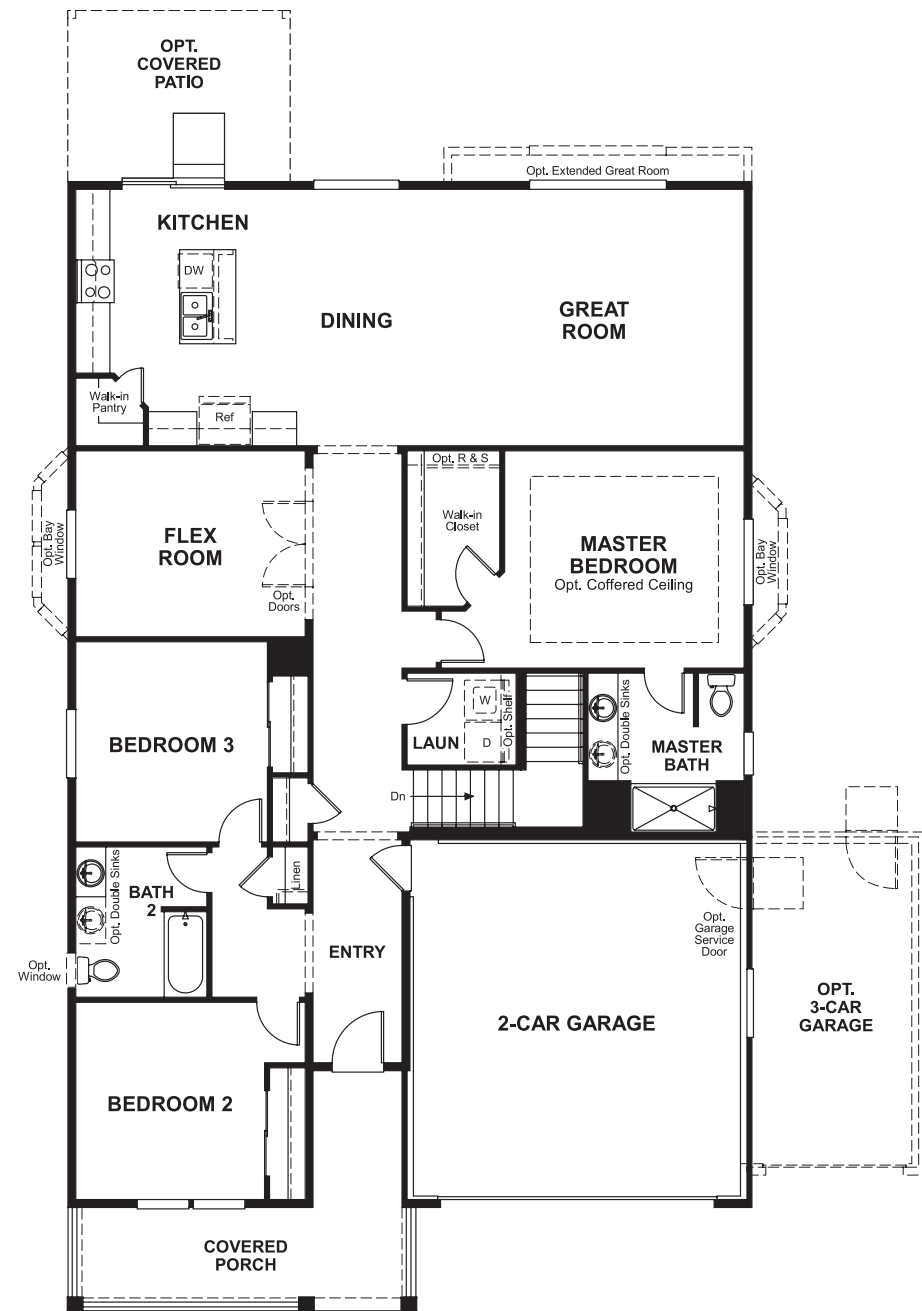 OPT.
COVERED
PATIO
Opt. Extended Great Room
KITCHEN
DW
DINING
GREAT
ROOM
Walk-in
Pantry
Ref
Opt. R & S
Walk-in
Closet
FLEX
ROOM
Opt. Bay
Window
Opt.
Doors
MASTER
BEDROOM
Opt. Coffered Ceiling
Opt. Bay
Window
BEDROOM 3
LAUN
W
D
Opt. Shelf
Opt. Double Sinks
MASTER
BATH
Dn
Linen
Opt. Double Sinks
BATH
2
Opt.
Window
ENTRY
Opt.
Garage
Service
Door
2-CAR GARAGE
OPT.
3-CAR
GARAGE
BEDROOM 2
COVERED
PORCH